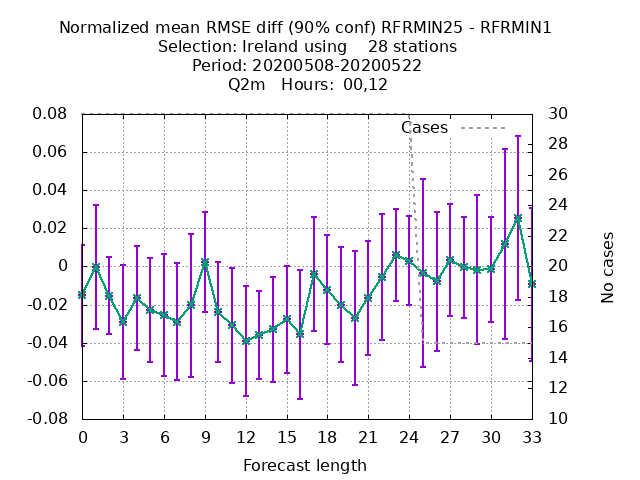 Normalized mean RMSE diff (90% conf) RFRMIN25 - RFRMIN1
Selection: Ireland using    28 stations
Period: 20200508-20200522
Q2m   Hours:  00,12
0.08
0.06
0.04
0.02
0
-0.02
-0.04
-0.06
-0.08
Cases
30
28
26
24
22
20
18
16
14
12
10
No cases
0 3 6 9 12 15 18 21 24 27 30 33
Forecast length